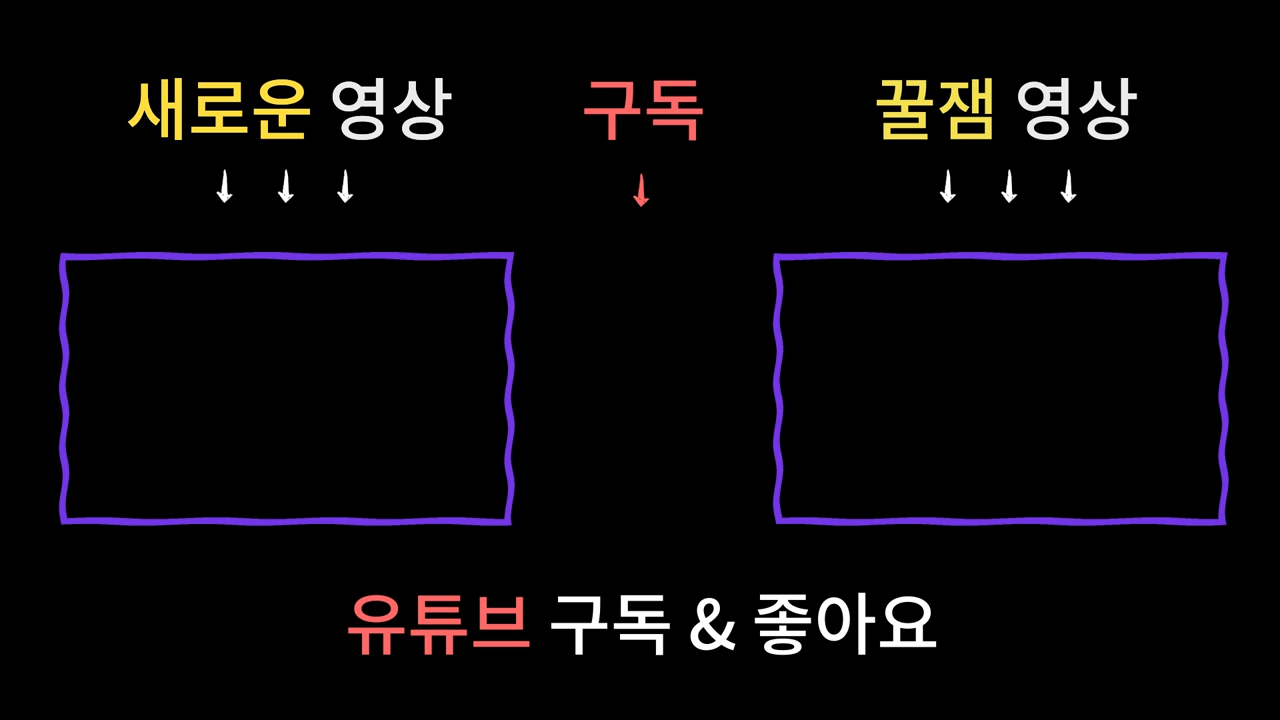 새로운 영상
구독
꿀잼 영상
유튜브 구독 & 좋아요